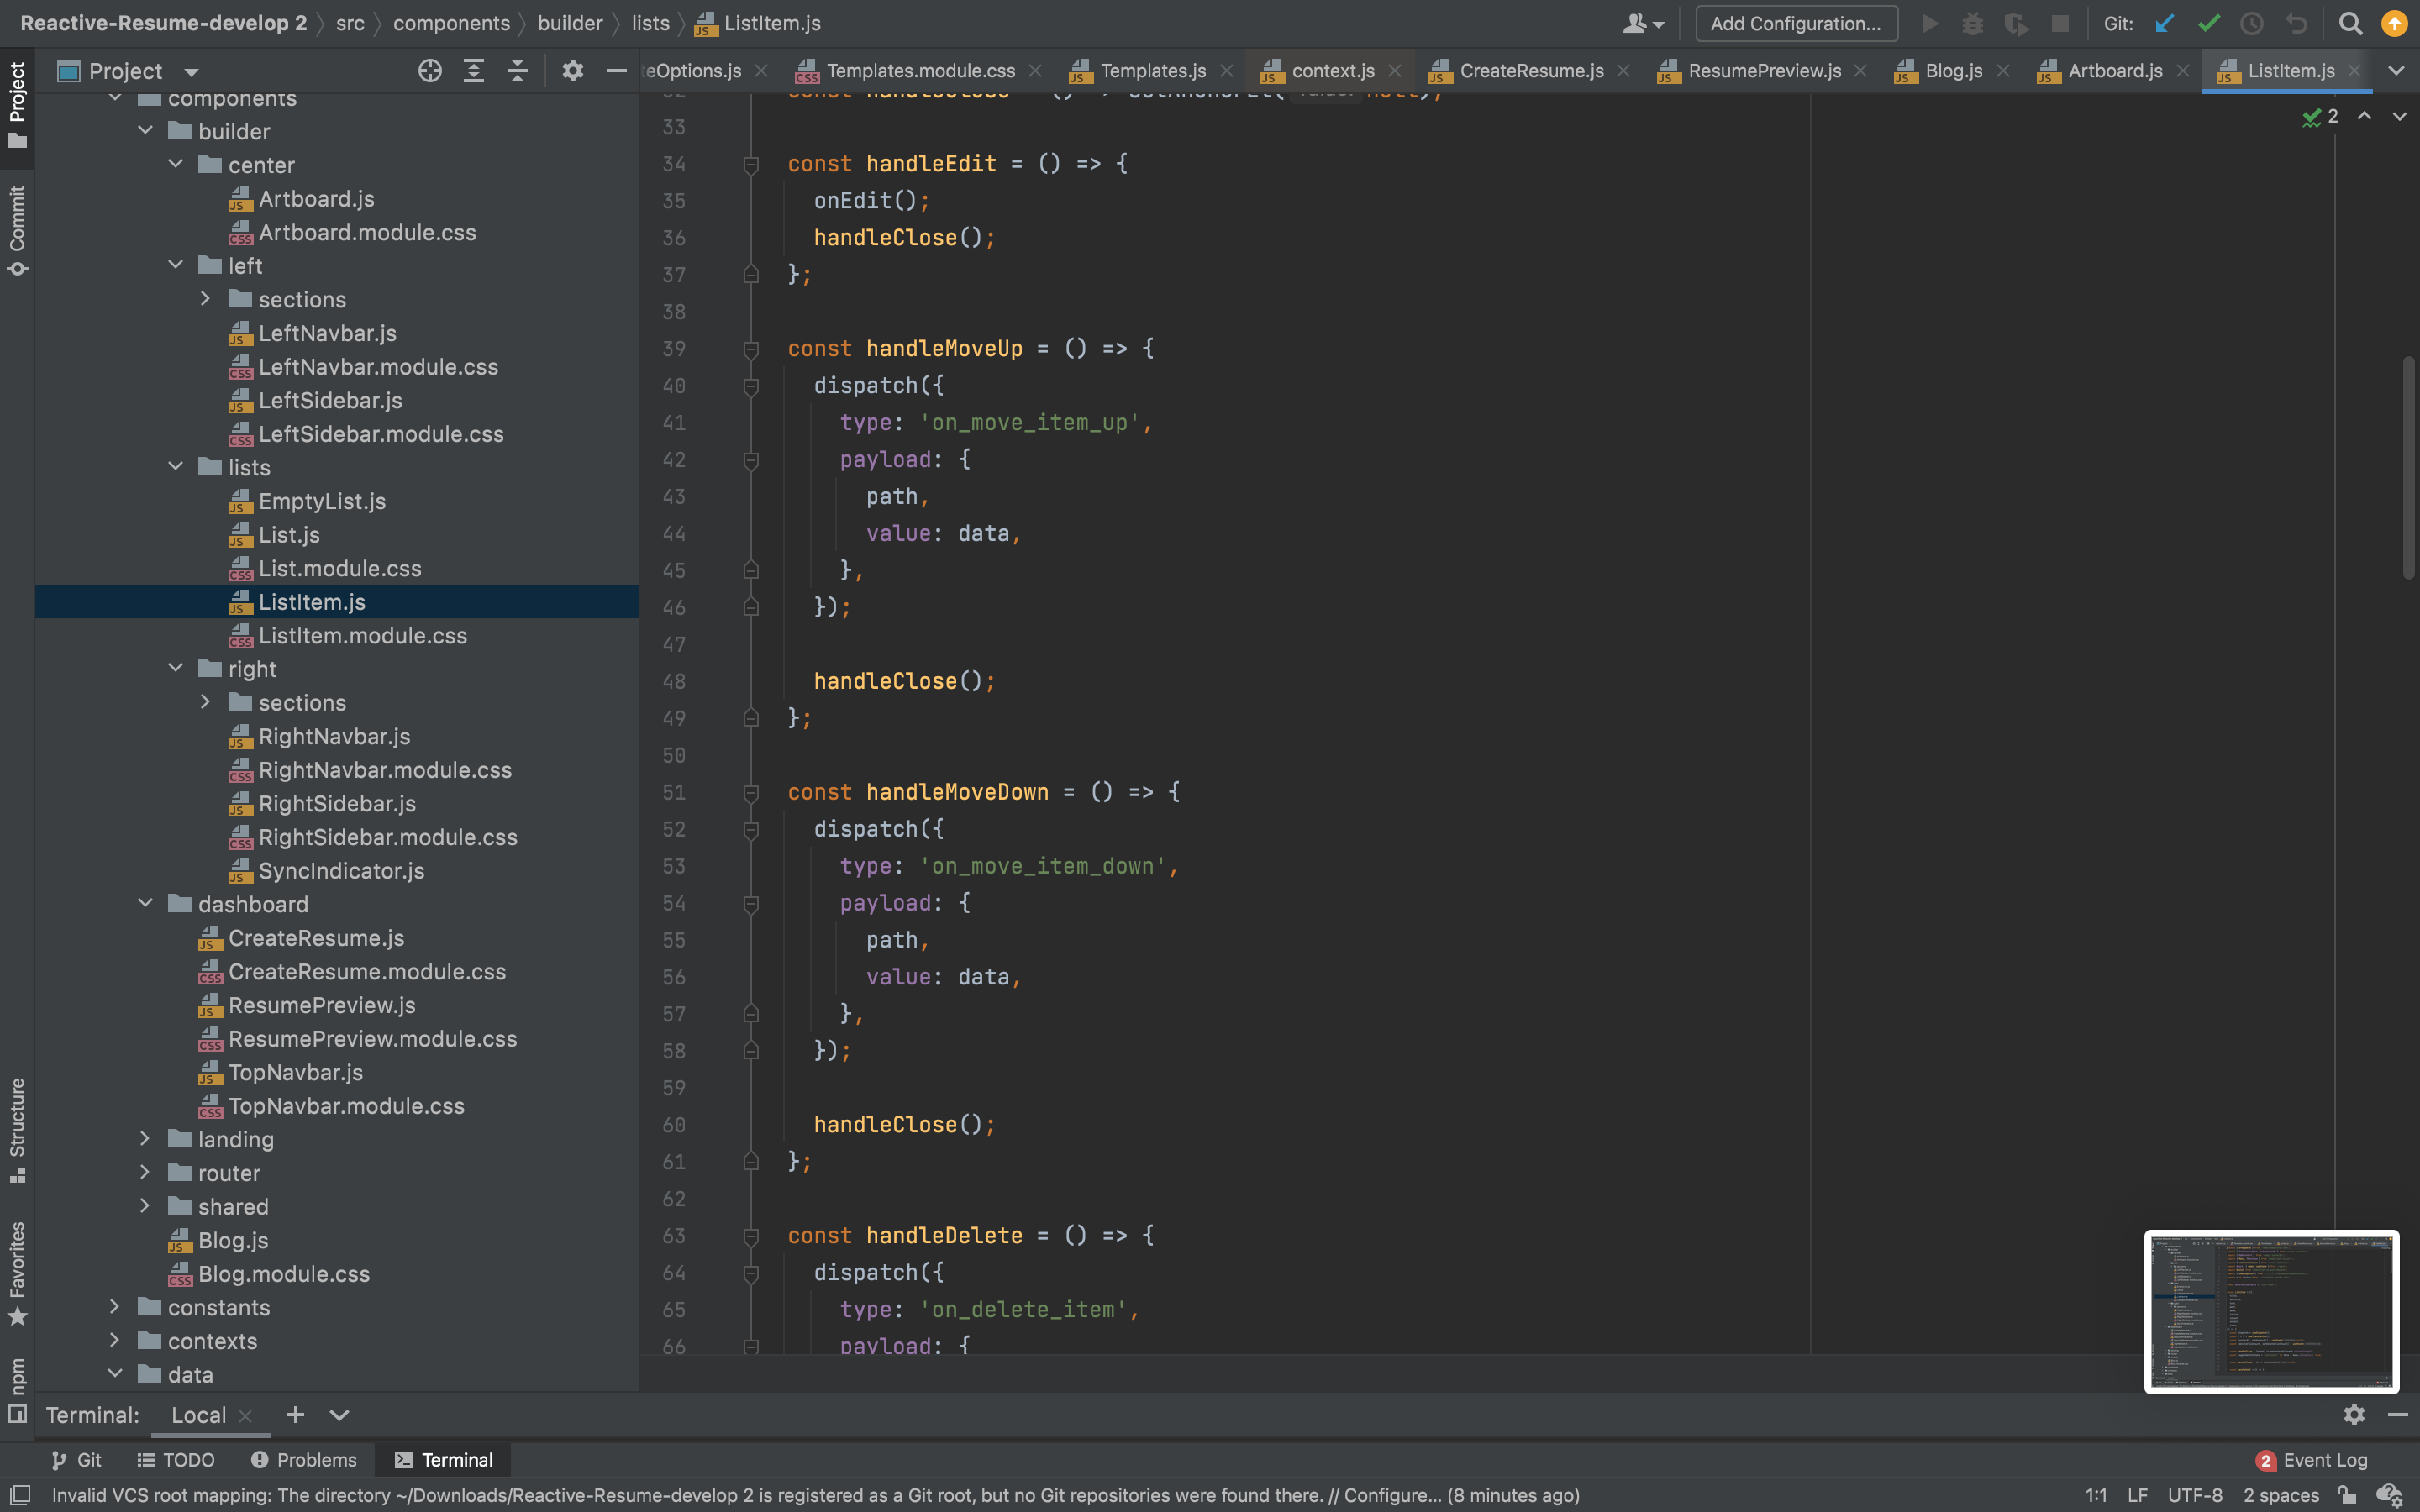 Reactive-Resume-develop 2 src components builder lists ListItem.js
Add Configuration...
Git:
Project
teOptions.js
Templates.module.css
Templates.js
context.js
CreateResume.js
ResumePreview.js
Blog.js
Artboard.js
ListItem.js
Project
Commit
Structure
Favorites
npm
components
builder
center
Artboard.js
Artboard.module.css
left
sections
LeftNavbar.js
LeftNavbar.module.css
LeftSidebar.js
LeftSidebar.module.css
lists
EmptyList.js
List.js
List.module.css
ListItem.js
ListItem.module.css
right
sections
RightNavbar.js
RightNavbar.module.css
RightSidebar.js
RightSidebar.module.css
SyncIndicator.js
dashboard
CreateResume.js
CreateResume.module.css
ResumePreview.js
ResumePreview.module.css
TopNavbar.js
TopNavbar.module.css
landing
router
shared
Blog.js
Blog.module.css
constants
contexts
data
2
33
34 const handleEdit = () => {
35 onEdit();
36 handleClose();
37 };
38
39 const handleMoveUp = () => {
40 dispatch({
41 type: 'on_move_item_up',
42 payload: {
43 path,
44 value: data,
45 },
46 });
47
48 handleClose();
49 };
50
51 const handleMoveDown = () => {
52 dispatch({
53 type: 'on_move_item_down',
54 payload: {
55 path,
56 value: data,
57 },
58 });
59
60 handleClose();
61 };
62
63 const handleDelete = () => {
64 dispatch({
65 type: 'on_delete_item',
66 payload: {
Terminal: Local
Git TODO Problems Terminal
2 Event Log
Invalid VCS root mapping: The directory ~/Downloads/Reactive-Resume-develop 2 is registered as a Git root, but no Git repositories were found there. // Configure... (8 minutes ago)
1:1 LF UTF-8 2 spaces